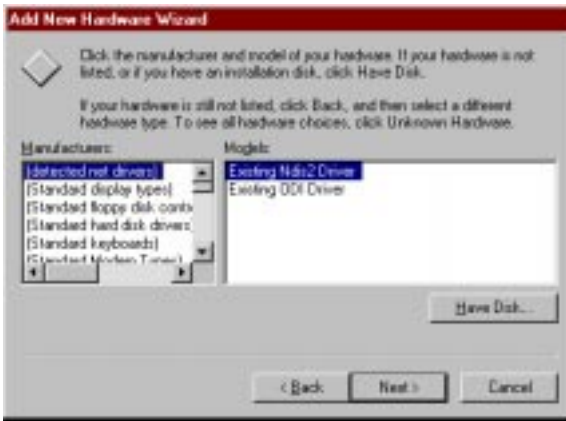 Add New Hardware Wizard
Click the manufacturer and model of your hardware. If your hardware is not
listed, or if you have an installation disk, click Have Disk.
If your hardware is still not listed, click Back, and then select a different
hardware type. To see all hardware choices, click Unknown Hardware.
Manufacturers:
Models:
(detected net drivers)
Existing Ndis2 Driver
(Standard display types)
Existing ODI Driver
(Standard floppy disk contro
(Standard hard disk drivers)
(Standard keyboards)
(Standard Modem Types)
Have Disk...
< Back
Next >
Cancel